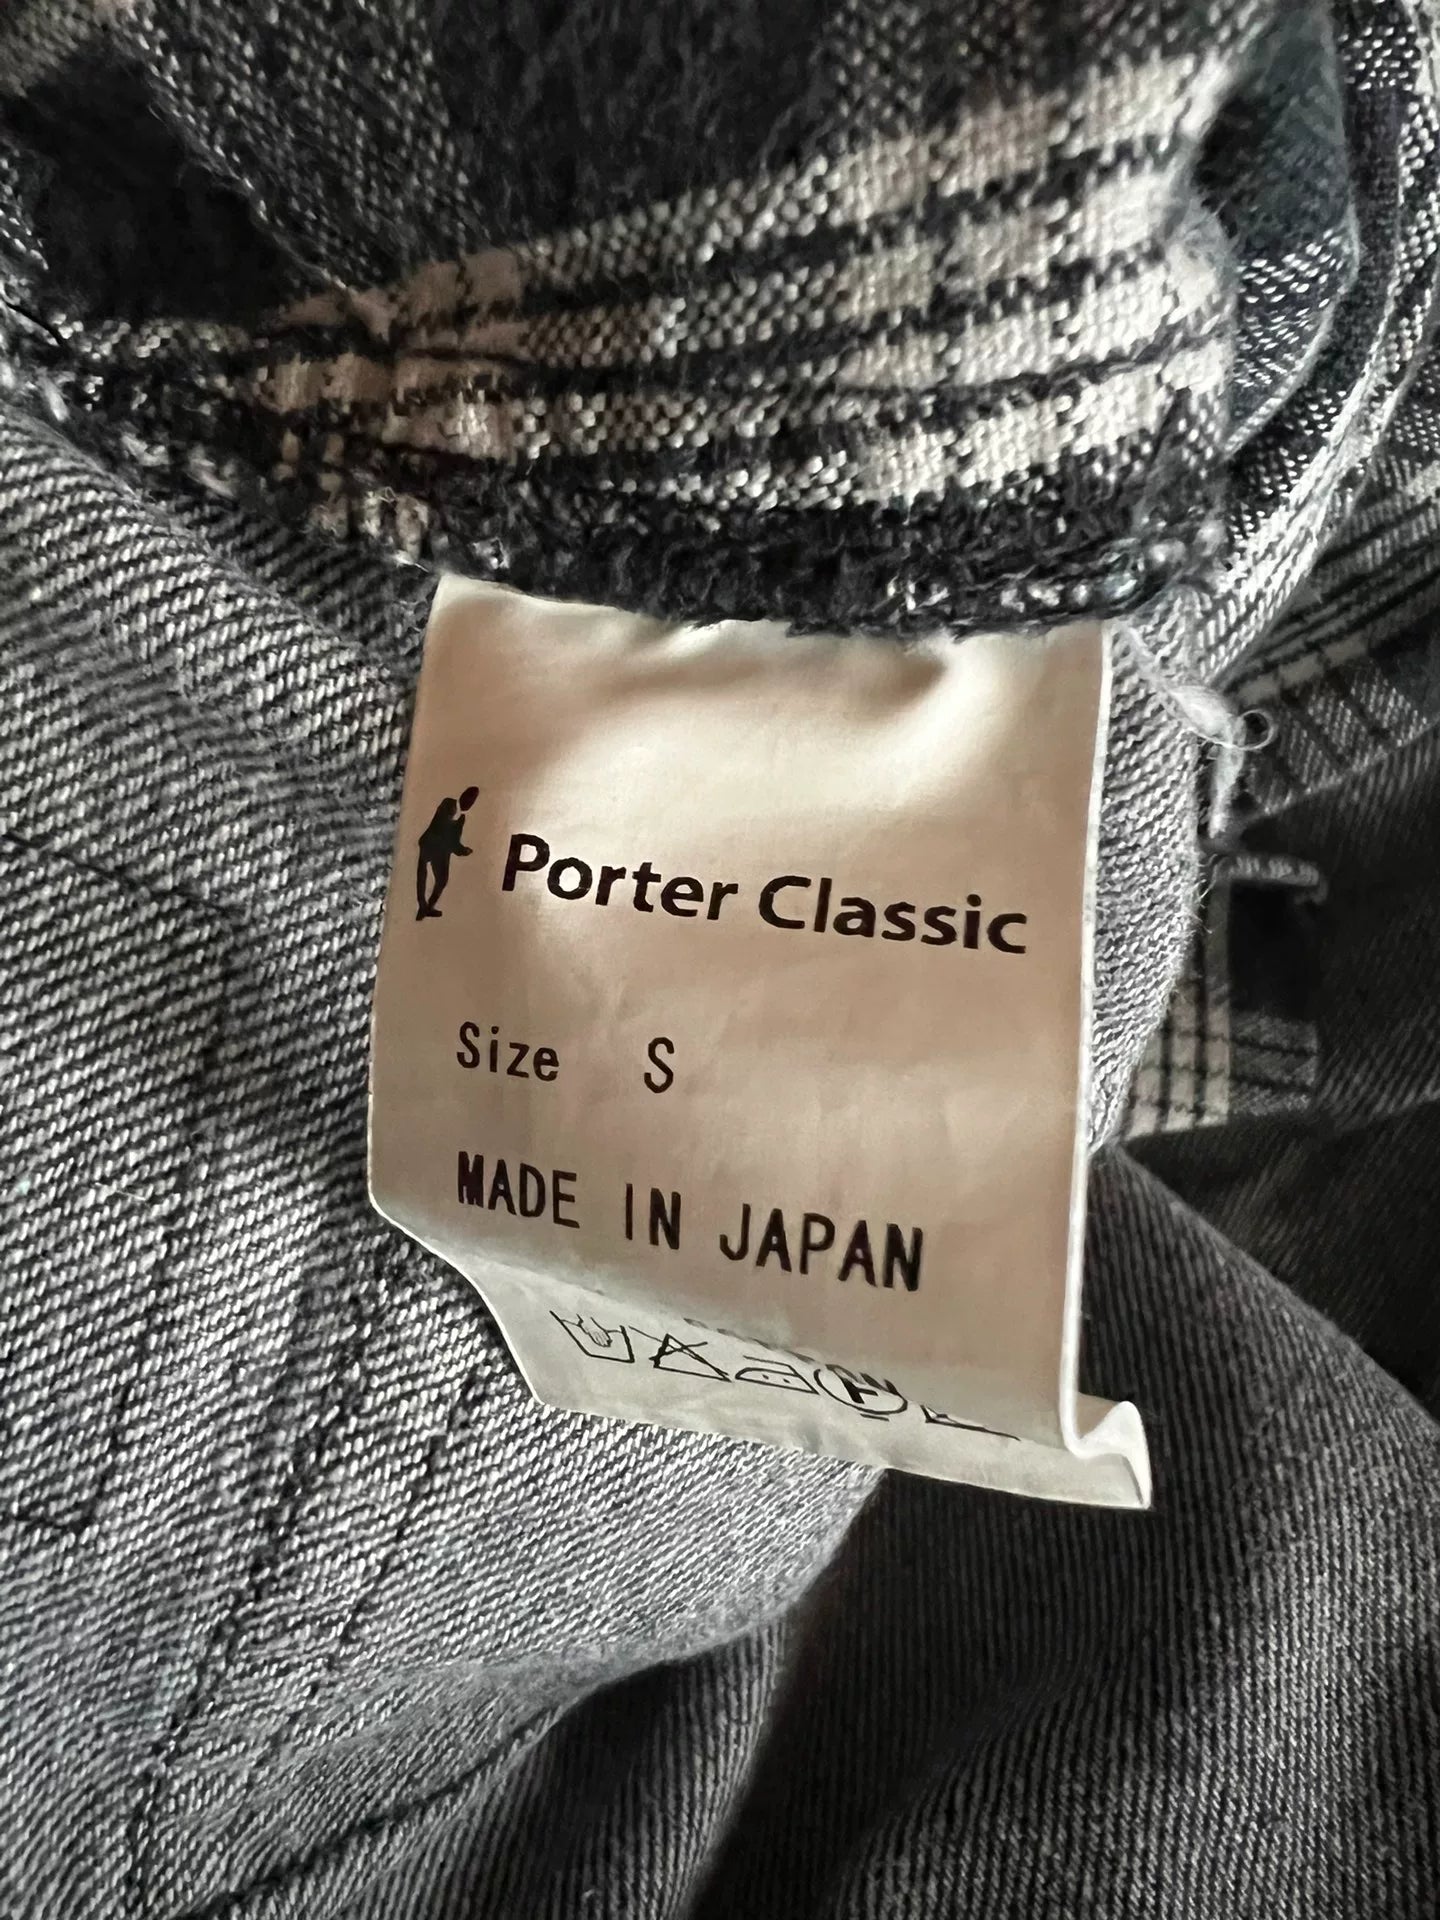 Porter Classic
Size S
MADE IN JAPAN
F